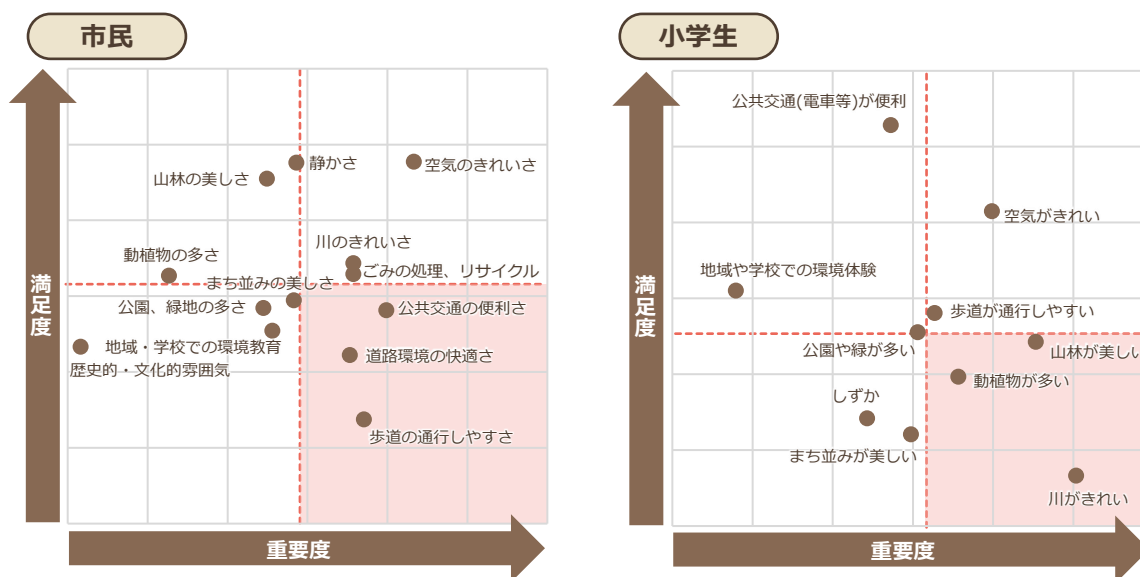 市民
満足度
静かさ
空気のきれいさ
山林の美しさ
川のきれいさ
動植物の多さ
ごみの処理、リサイクル
まち並みの美しさ
公園、緑地の多さ
公共交通の便利さ
地域・学校での環境教育
道路環境の快適さ
歴史的・文化的雰囲気
歩道の通行しやすさ
重要度
小学生
満足度
公共交通(電車等)が便利
空気がきれい
地域や学校での環境体験
歩道が通行しやすい
公園や緑が多い
山林が美しい
動植物が多い
しずか
まち並みが美しい
川がきれい
重要度